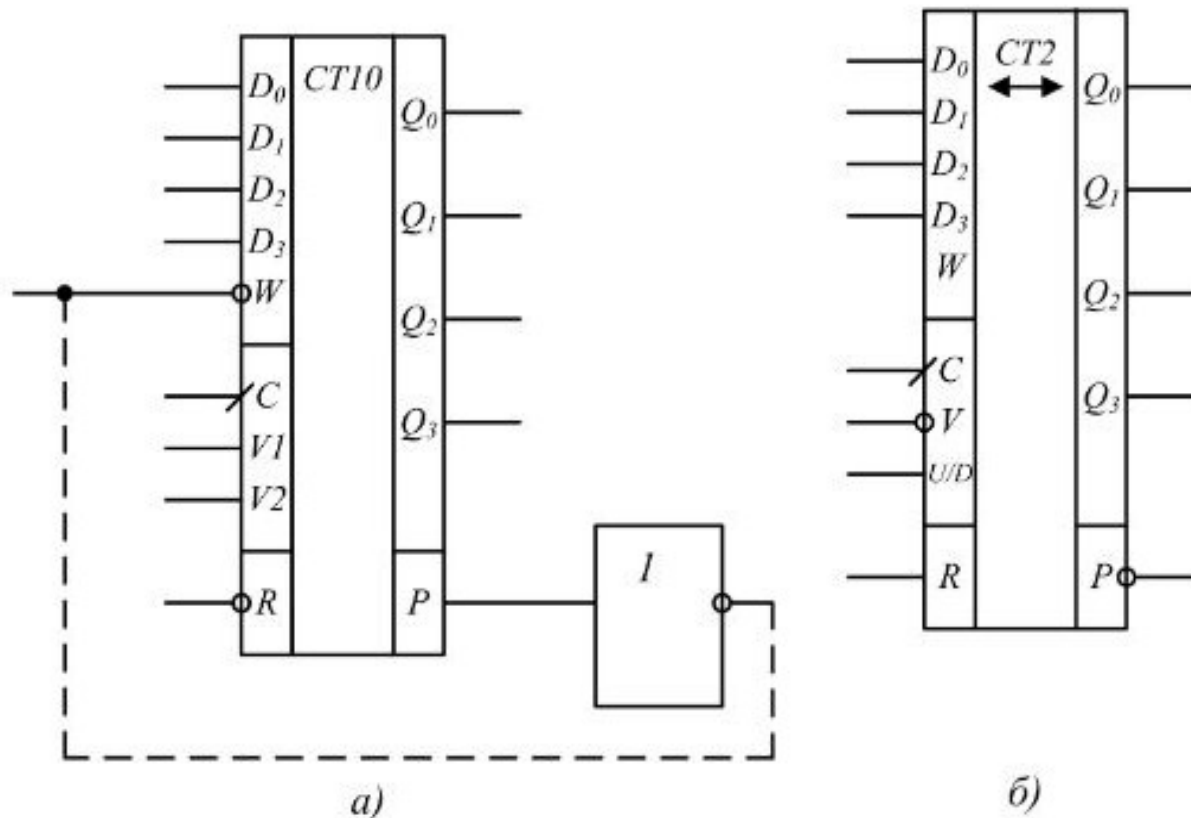 D₀
D₁
D₂
D₃
W
C
V1
V2
R
CT10
Q₀
Q₁
Q₂
Q₃
P
1
а)
D₀
D₁
D₂
D₃
W
C
V
U/D
R
CT2
Q₀
Q₁
Q₂
Q₃
P
б)